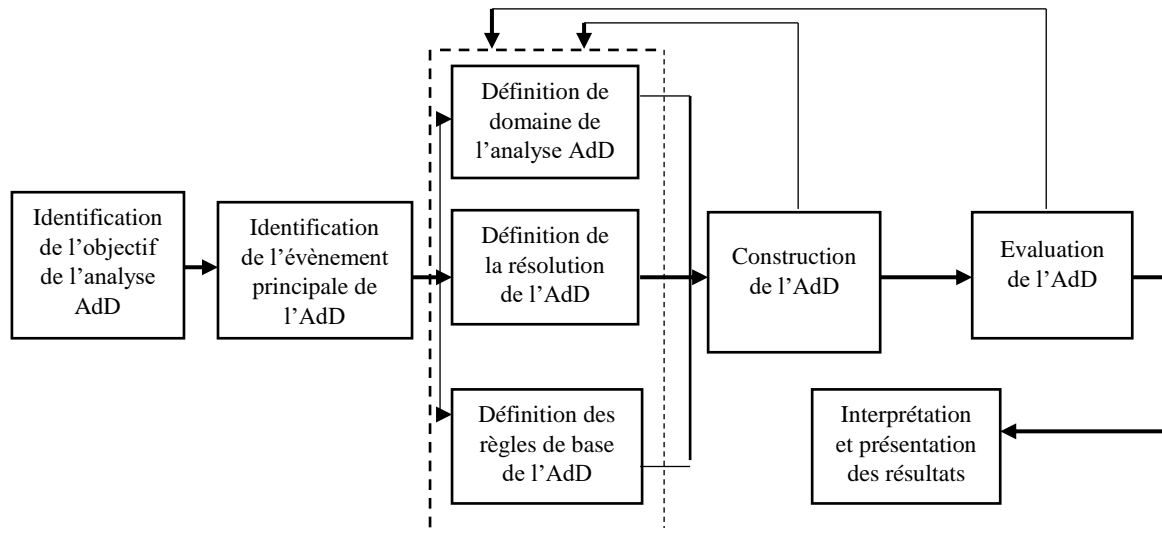 Identification
de l’objectif
de l’analyse
AdD
Identification
de l’évènement
principale de
l’AdD
Définition de
domaine de
l’analyse AdD
Définition de
la résolution
de l’AdD
Définition des
règles de base
de l’AdD
Construction
de l’AdD
Evaluation
de l’AdD
Interprétation
et présentation
des résultats